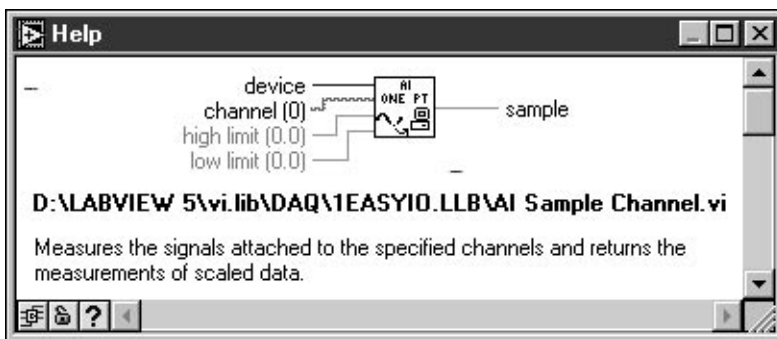 Help
device
AI
ONE PT
channel (0)
sample
high limit (0.0)
low limit (0.0)
D:\LABVIEW 5\vi.lib\DAQ\1EASYIO.LLB\AI Sample Channel.vi
Measures the signals attached to the specified channels and returns the
measurements of scaled data.
?